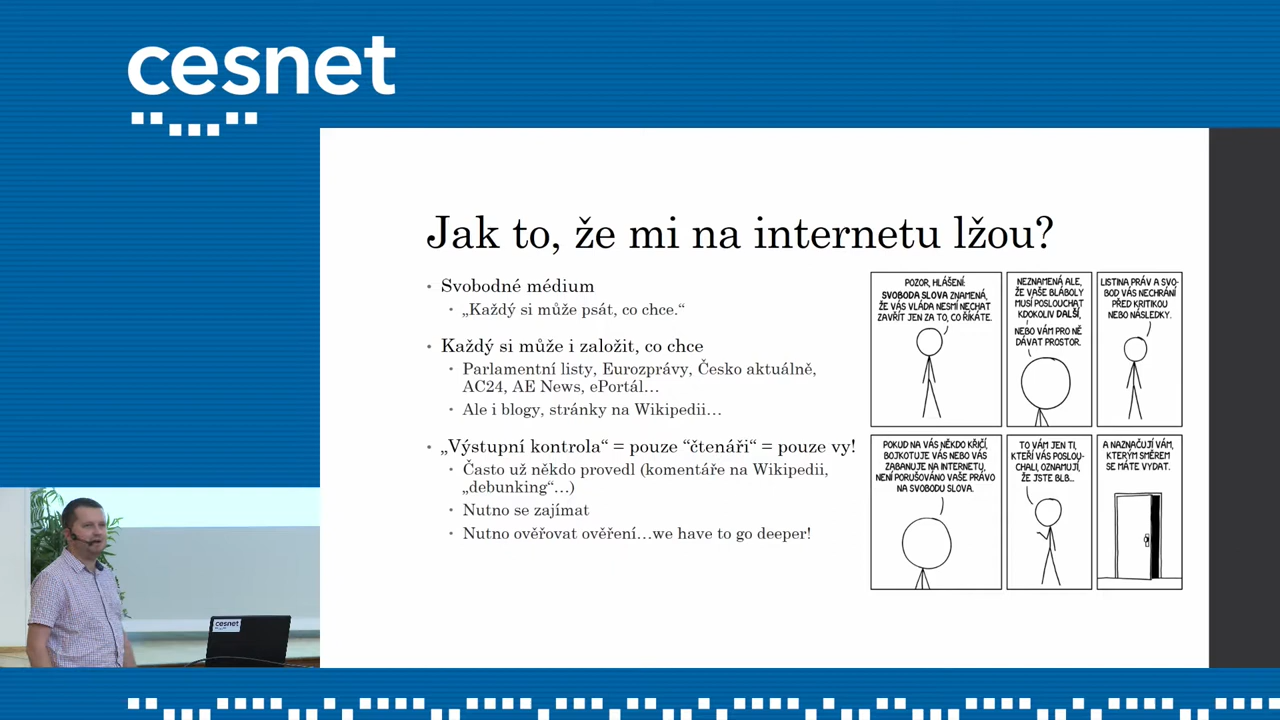 cesnet
Jak to, že mi na internetu lžou?
• Svobodné médium
• „Každý si může psát, co chce.“
• Každý si může i založit, co chce
• Parlamentní listy, Eurozprávy, Česko aktuálně,
AC24, AE News, ePortál…
• Ale i blogy, stránky na Wikipedii…
• „Výstupní kontrola“ = pouze “čtenáři“ = pouze vy!
• Často už někdo provedl (komentáře na Wikipedii,
„debunking“…)
• Nutno se zajímat
• Nutno ověřovat ověření…we have to go deeper!
POZOR, HLÁŠENÍ:
SVOBODA SLOVA ZNAMENÁ,
ŽE VÁS VLÁDA NESMÍ NECHAT
ZAVŘÍT JEN ZA TO, CO ŘÍKÁTE.
NEZNAMENÁ ALE,
ŽE VAŠE BLÁBOLY
MUSÍ POSLOUCHAT
KDOKOLIV DALŠÍ,
NEBO VÁM PRO NĚ
DÁVAT PROSTOR.
LISTINA PRÁV A SVO-
BOD VÁS NECHRÁNÍ
PŘED KRITIKOU
NEBO NÁSLEDKY.
POKUD NA VÁS NĚKDO KŘIČÍ,
BOJKOTUJE VÁS NEBO VÁS
ZABANUJE NA INTERNETU,
NENÍ PORUŠOVÁNO VAŠE PRÁVO
NA SVOBODU SLOVA.
TO VÁM JEN TI,
KTEŘÍ VÁS POSLOU-
CHALI, OZNAMUJÍ,
ŽE JSTE BLB…
A NAZNAČUJÍ VÁM,
KTERÝM SMĚREM
SE MÁTE VYDAT.
cesnet